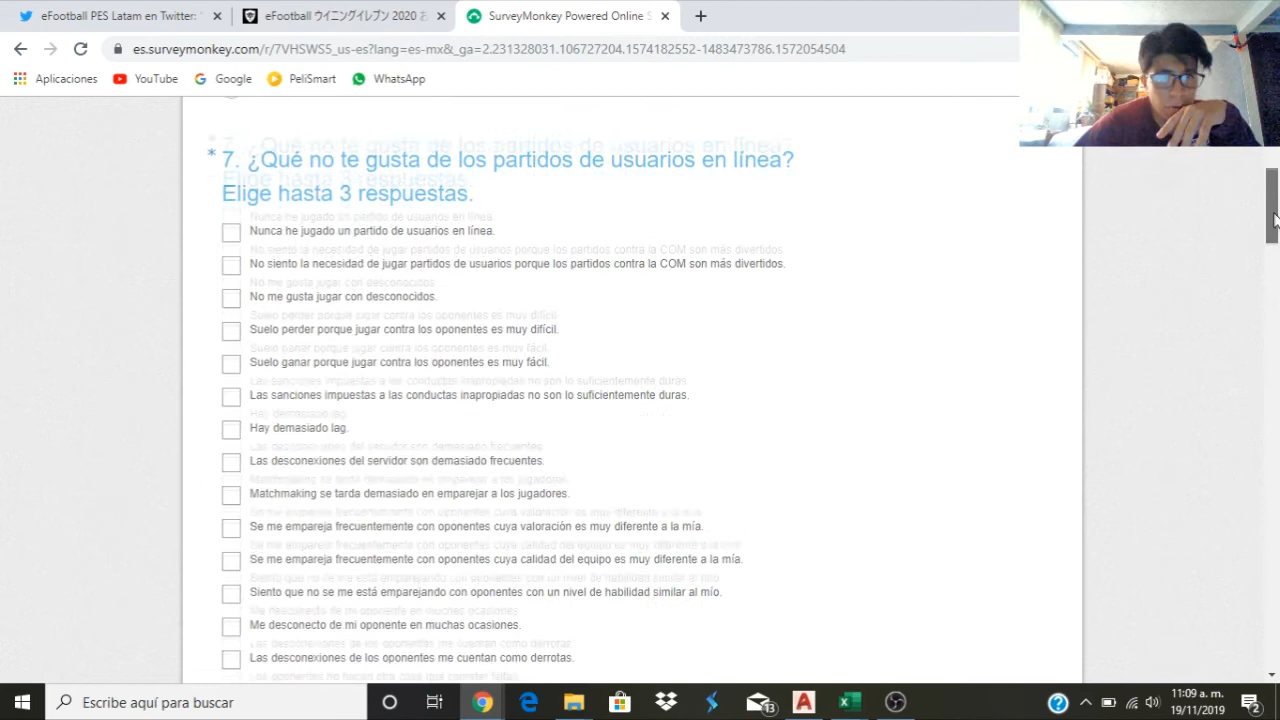 eFootball PES Latam en Twitter: "
eFootball ウイニングイレブン 2020 お
SurveyMonkey Powered Online S
es.surveymonkey.com/r/7VHSWS5_us-es?lang=es-mx&_ga=2.231328031.106727204.1574182552-1483473786.1572054504
Aplicaciones YouTube Google PeliSmart WhatsApp
* 7. ¿Qué no te gusta de los partidos de usuarios en línea?
Elige hasta 3 respuestas.
Nunca he jugado un partido de usuarios en línea.
No siento la necesidad de jugar partidos de usuarios porque los partidos contra la COM son más divertidos.
No me gusta jugar con desconocidos.
Suelo perder porque jugar contra los oponentes es muy difícil.
Suelo ganar porque jugar contra los oponentes es muy fácil.
Las sanciones impuestas a las conductas inapropiadas no son lo suficientemente duras.
Hay demasiado lag.
Las desconexiones del servidor son demasiado frecuentes.
Matchmaking se tarda demasiado en emparejar a los jugadores.
Se me empareja frecuentemente con oponentes cuya valoración es muy diferente a la mía.
Se me empareja frecuentemente con oponentes cuya calidad del equipo es muy diferente a la mía.
Siento que no se me está emparejando con oponentes con un nivel de habilidad similar al mío.
Me desconecto de mi oponente en muchas ocasiones.
Las desconexiones de los oponentes me cuentan como derrotas.
Escribe aquí para buscar
13
11:09 a. m.
19/11/2019
2